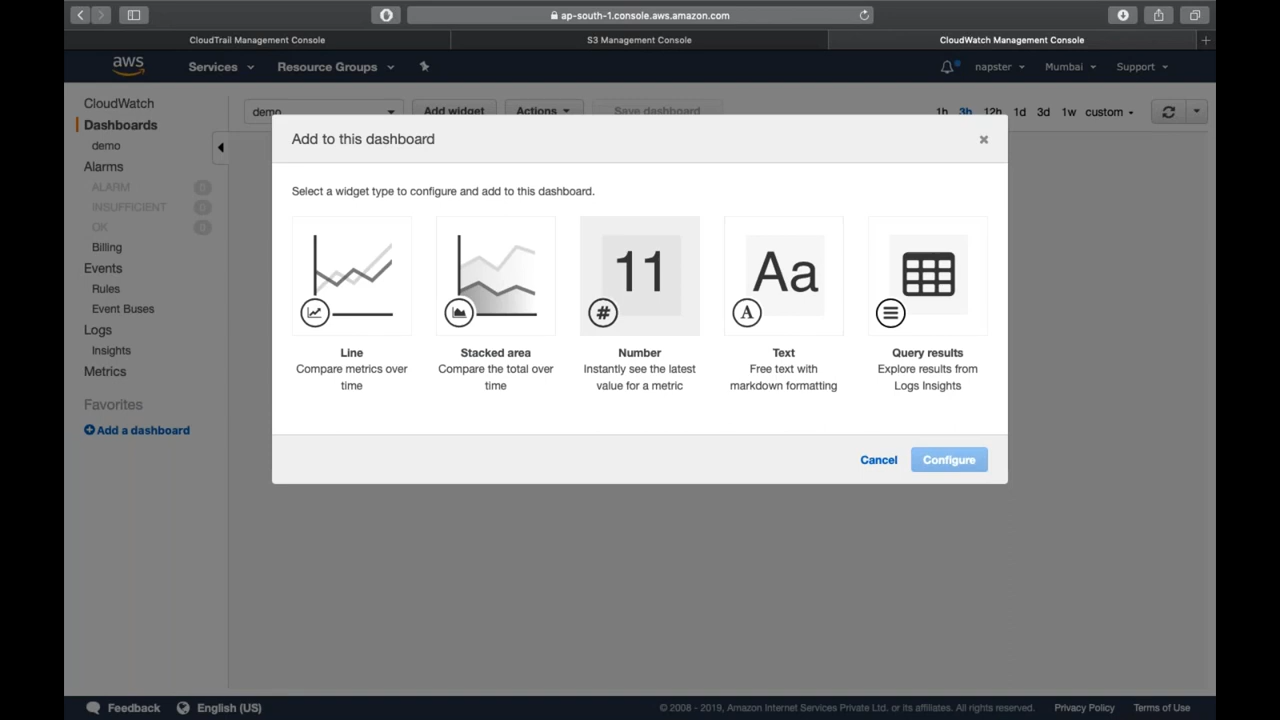 ap-south-1.console.aws.amazon.com
CloudTrail Management Console
S3 Management Console
CloudWatch Management Console
aws
Services
Resource Groups
napster
Mumbai
Support
CloudWatch
Dashboards
demo
Alarms
ALARM 0
INSUFFICIENT 0
OK 0
Billing
Events
Rules
Event Buses
Logs
Insights
Metrics
Favorites
Add a dashboard
demo
Add widget
Actions
Save dashboard
1h 3h 12h 1d 3d 1w custom
Add to this dashboard
Select a widget type to configure and add to this dashboard.
Line
Compare metrics over
time
Stacked area
Compare the total over
time
11
#
Number
Instantly see the latest
value for a metric
Aa
A
Text
Free text with
markdown formatting
Query results
Explore results from
Logs Insights
Cancel
Configure
Feedback
English (US)
© 2008 - 2019, Amazon Internet Services Private Ltd. or its affiliates. All rights reserved.
Privacy Policy
Terms of Use